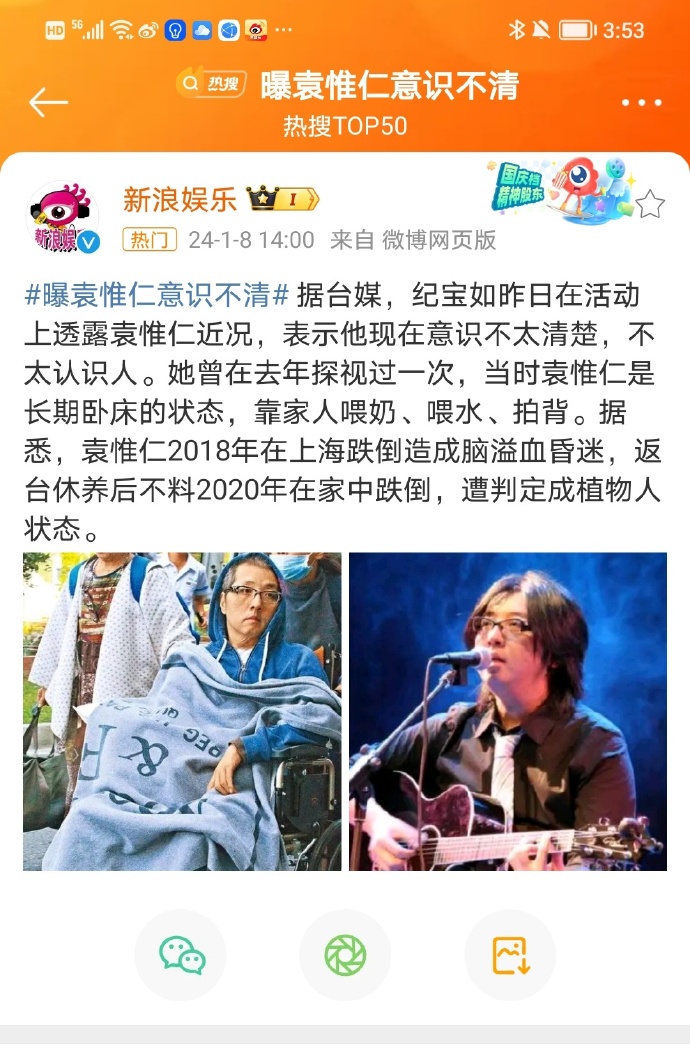 HD 5G 3:53
热搜 曝袁惟仁意识不清
热搜TOP50
新浪娱乐 I
国庆档
精神股东
新浪娱
热门 24-1-8 14:00 来自 微博网页版
#曝袁惟仁意识不清# 据台媒，纪宝如昨日在活动
上透露袁惟仁近况，表示他现在意识不太清楚，不
太认识人。她曾在去年探视过一次，当时袁惟仁是
长期卧床的状态，靠家人喂奶、喂水、拍背。据
悉，袁惟仁2018年在上海跌倒造成脑溢血昏迷，返
台休养后不料2020年在家中跌倒，遭判定成植物人
状态。